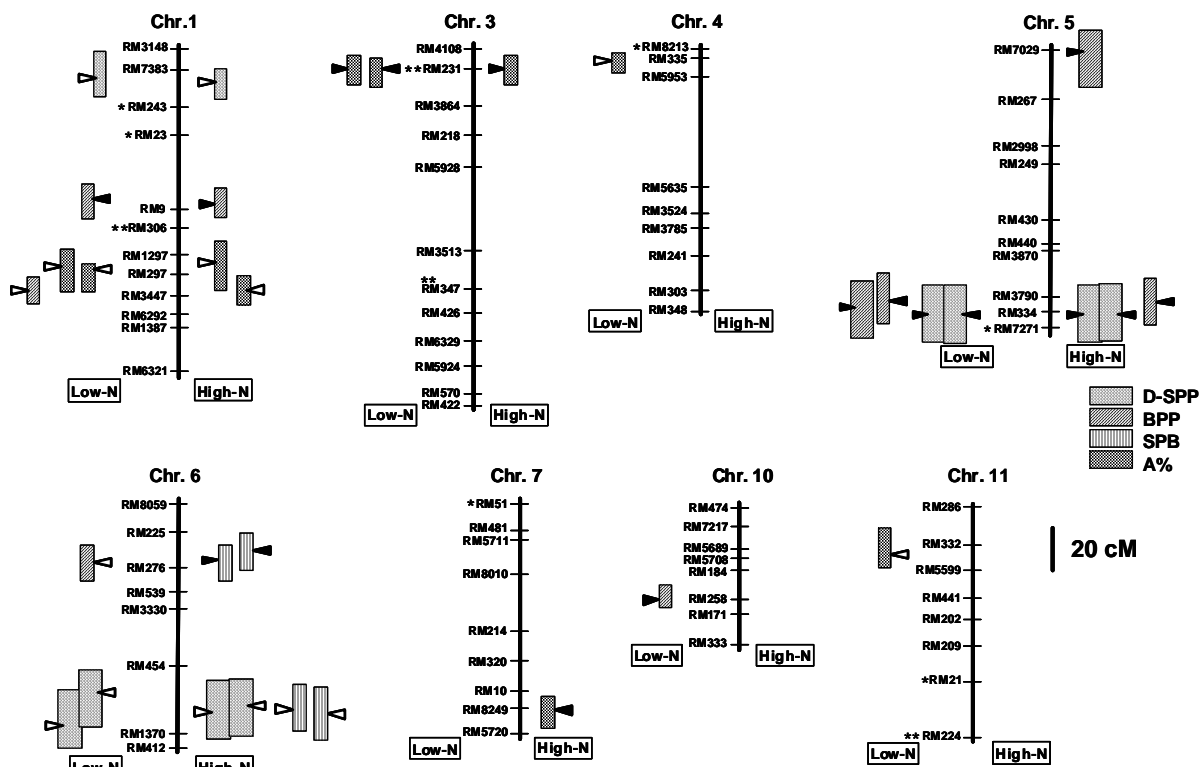 Chr.1
RM3148
RM7383
* RM243
* RM23
RM9
**RM306
RM1297
RM297
RM3447
RM6292
RM1387
RM6321
Low-N
High-N
Chr. 3
RM4108
**RM231
RM3864
RM218
RM5928
RM3513
**
RM347
RM426
RM6329
RM5924
RM570
RM422
Low-N
High-N
Chr. 4
*RM8213
RM335
RM5953
RM5635
RM3524
RM3785
RM241
RM303
RM348
Low-N
High-N
Chr. 5
RM7029
RM267
RM2998
RM249
RM430
RM440
RM3870
RM3790
RM334
* RM7271
Low-N
High-N
D-SPP
BPP
SPB
A%
Chr. 6
RM8059
RM225
RM276
RM539
RM3330
RM454
RM1370
RM412
Low-N
High-N
Chr. 7
*RM51
RM481
RM5711
RM8010
RM214
RM320
RM10
RM8249
RM5720
Low-N
High-N
Chr. 10
RM474
RM7217
RM5689
RM5708
RM184
RM258
RM171
RM333
Low-N
High-N
Chr. 11
RM286
RM332
RM5599
RM441
RM202
RM209
*RM21
** RM224
Low-N
High-N
20 cM